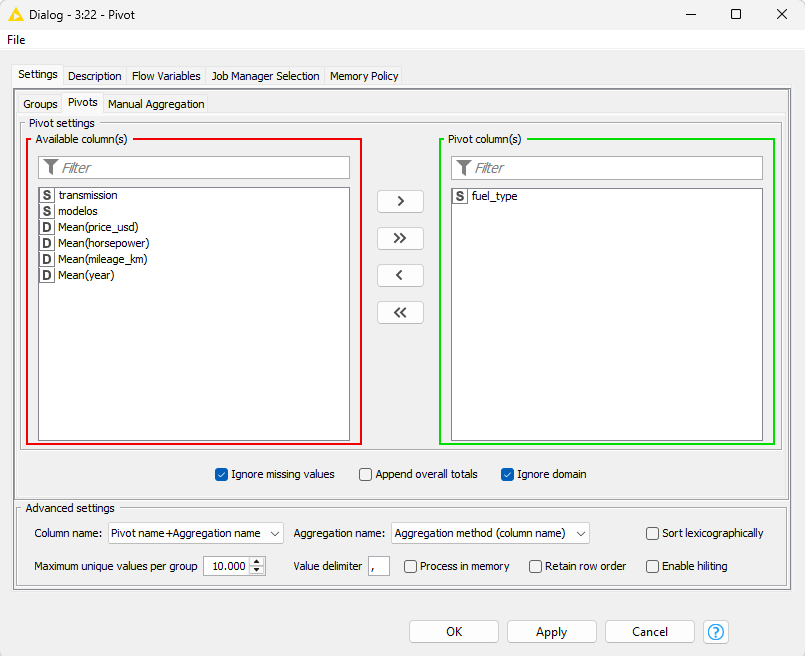 Dialog - 3:22 - Pivot
File
Settings Description Flow Variables Job Manager Selection Memory Policy
Groups Pivots Manual Aggregation
Pivot settings
Available column(s)
Filter
S transmission
S modelos
D Mean(price_usd)
D Mean(horsepower)
D Mean(mileage_km)
D Mean(year)
>
>>
<
<<
Pivot column(s)
Filter
S fuel_type
Ignore missing values Append overall totals Ignore domain
Advanced settings
Column name: Pivot name+Aggregation name Aggregation name: Aggregation method (column name) Sort lexicographically
Maximum unique values per group 10.000 Value delimiter , Process in memory Retain row order Enable hiliting
OK Apply Cancel ?